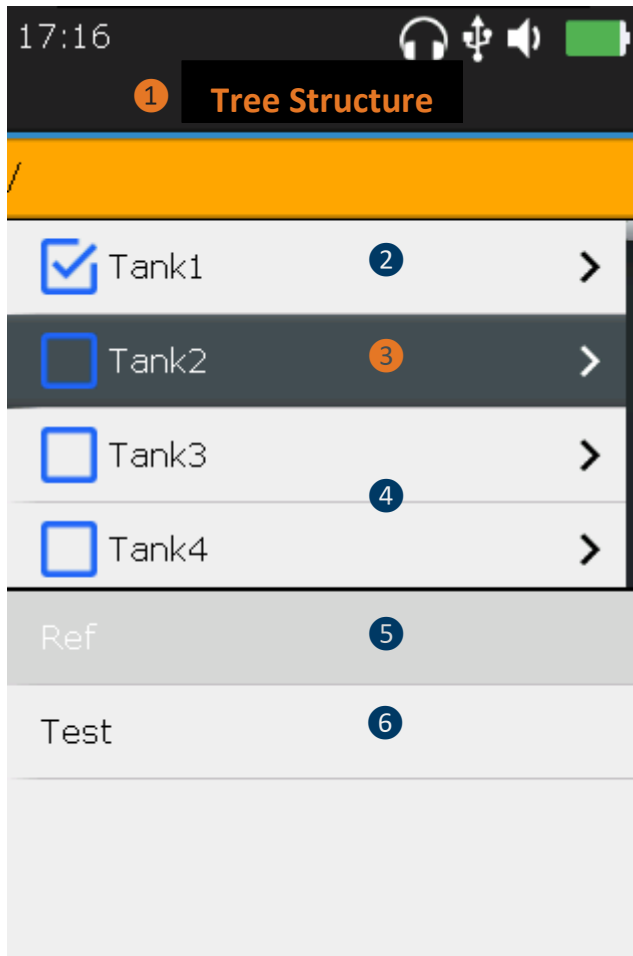 17:16
1 Tree Structure
/
Tank1 2
Tank2 3
Tank3
4
Tank4
Ref 5
Test 6